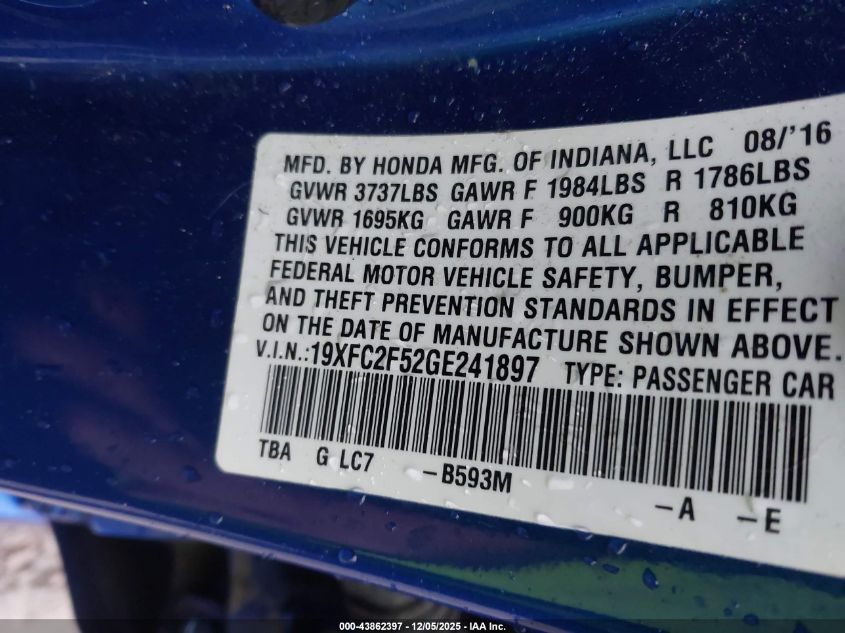 MFD. BY HONDA MFG. OF INDIANA, LLC 08/'16
GVWR 3737LBS GAWR F 1984LBS R 1786LBS
GVWR 1695KG GAWR F 900KG R 810KG
THIS VEHICLE CONFORMS TO ALL APPLICABLE
FEDERAL MOTOR VEHICLE SAFETY, BUMPER,
AND THEFT PREVENTION STANDARDS IN EFFECT
ON THE DATE OF MANUFACTURE SHOWN ABOVE.
V.I.N.:19XFC2F52GE241897 TYPE: PASSENGER CAR
TBA G LC7 -B593M -A -E
000-43862397 - 12/05/2025 - IAA, Inc.